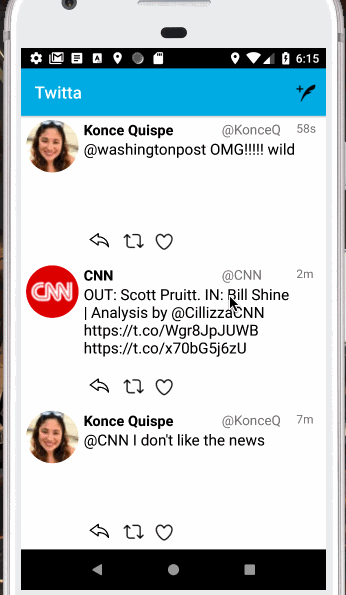 6:15
Twitta
Konce Quispe @KonceQ 58s
@washingtonpost OMG!!!!! wild
CNN
CNN @CNN 2m
OUT: Scott Pruitt. IN: Bill Shine
| Analysis by @CillizzaCNN
https://t.co/Wgr8JpJUWB
https://t.co/x70bG5j6zU
Konce Quispe @KonceQ 7m
@CNN I don't like the news